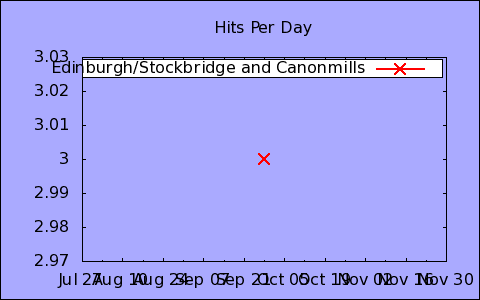 Hits Per Day
3.03
Edinburgh/Stockbridge and Canonmills
3.02
3.01
3
2.99
2.98
2.97
Jul 27 Aug 10 Aug 24 Sep 07 Sep 21 Oct 05 Oct 19 Nov 02 Nov 16 Nov 30